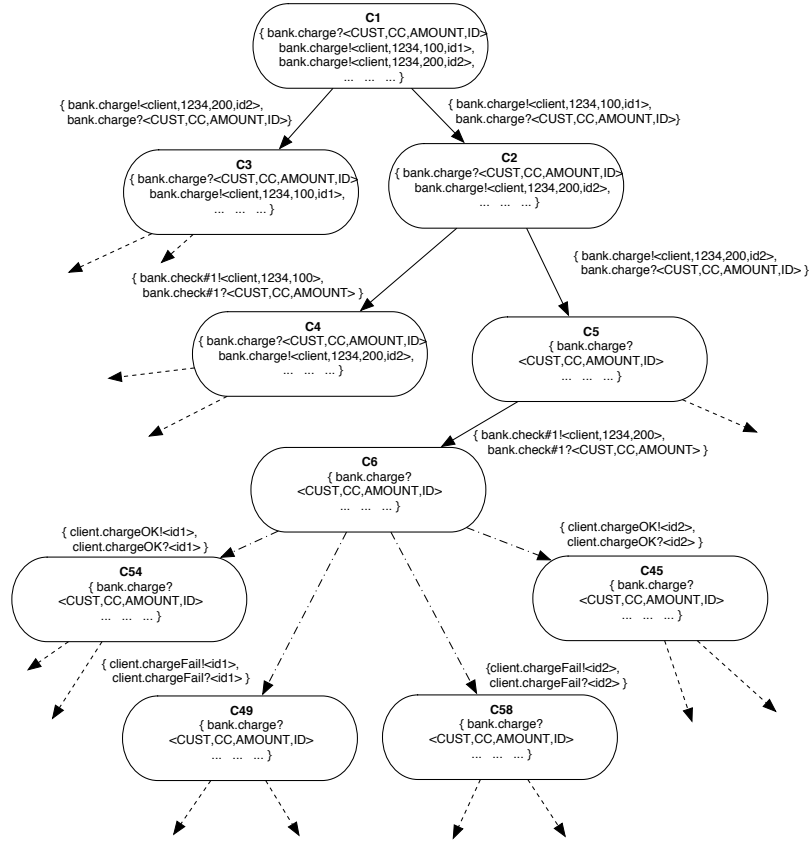 C1
{ bank.charge?<CUST,CC,AMOUNT,ID>
bank.charge!<client,1234,100,id1>,
bank.charge!<client,1234,200,id2>,
... ... ... }
{ bank.charge!<client,1234,200,id2>,
bank.charge?<CUST,CC,AMOUNT,ID>}
{ bank.charge!<client,1234,100,id1>,
bank.charge?<CUST,CC,AMOUNT,ID>}
C3
{ bank.charge?<CUST,CC,AMOUNT,ID>
bank.charge!<client,1234,100,id1>,
... ... ... }
C2
{ bank.charge?<CUST,CC,AMOUNT,ID>
bank.charge!<client,1234,200,id2>,
... ... ... }
{ bank.check#1!<client,1234,100>,
bank.check#1?<CUST,CC,AMOUNT> }
{ bank.charge!<client,1234,200,id2>,
bank.charge?<CUST,CC,AMOUNT,ID> }
C4
{ bank.charge?<CUST,CC,AMOUNT,ID>
bank.charge!<client,1234,200,id2>,
... ... ... }
C5
{ bank.charge?
<CUST,CC,AMOUNT,ID>
... ... ... }
{ bank.check#1!<client,1234,200>,
bank.check#1?<CUST,CC,AMOUNT> }
C6
{ bank.charge?
<CUST,CC,AMOUNT,ID>
... ... ... }
{ client.chargeOK!<id1>,
client.chargeOK?<id1> }
{ client.chargeOK!<id2>,
client.chargeOK?<id2> }
C54
{ bank.charge?
<CUST,CC,AMOUNT,ID>
... ... ... }
C45
{ bank.charge?
<CUST,CC,AMOUNT,ID>
... ... ... }
{ client.chargeFail!<id1>,
client.chargeFail?<id1> }
{client.chargeFail!<id2>,
client.chargeFail?<id2> }
C49
{ bank.charge?
<CUST,CC,AMOUNT,ID>
... ... ... }
C58
{ bank.charge?
<CUST,CC,AMOUNT,ID>
... ... ... }